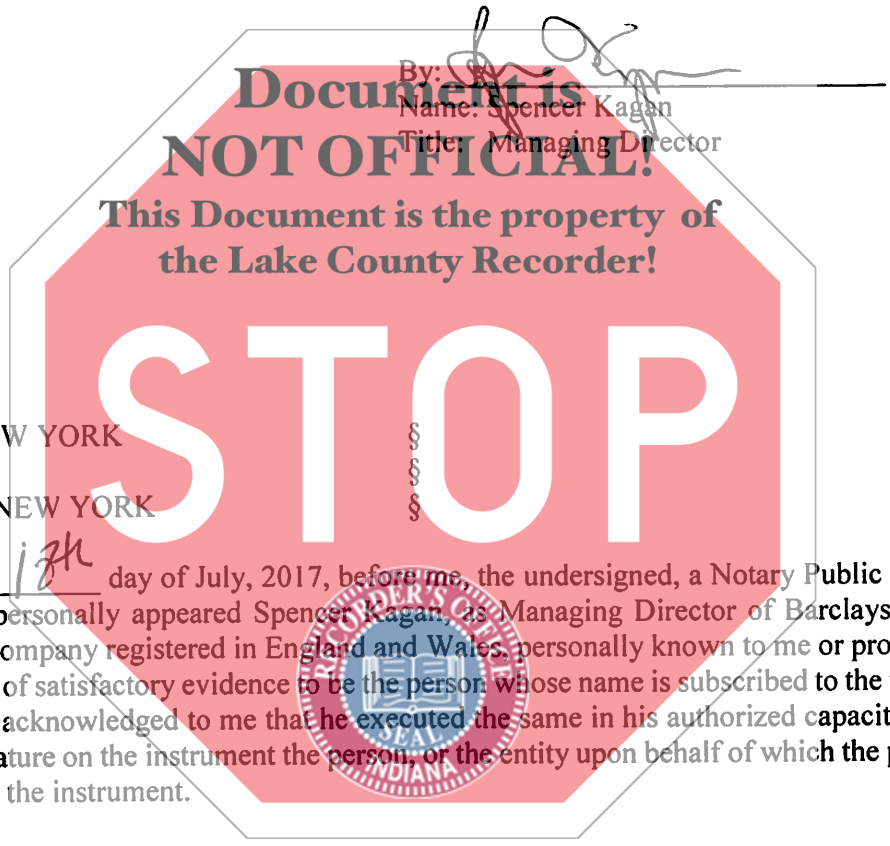 By:
Document is
Name: Spencer Kagan
NOT OFFICIAL!
Title: Managing Director
This Document is the property of
the Lake County Recorder!
STOP
W YORK §
§
NEW YORK §
day of July, 2017, before me, the undersigned, a Notary Public
personally appeared Spencer Kagan, as Managing Director of Barclays
ompany registered in England and Wales, personally known to me or pro
of satisfactory evidence to be the person whose name is subscribed to the
acknowledged to me that he executed the same in his authorized capacit
ature on the instrument the person, or the entity upon behalf of which the p
the instrument.
RECORDER'S OFFICE
SEAL
INDIANA